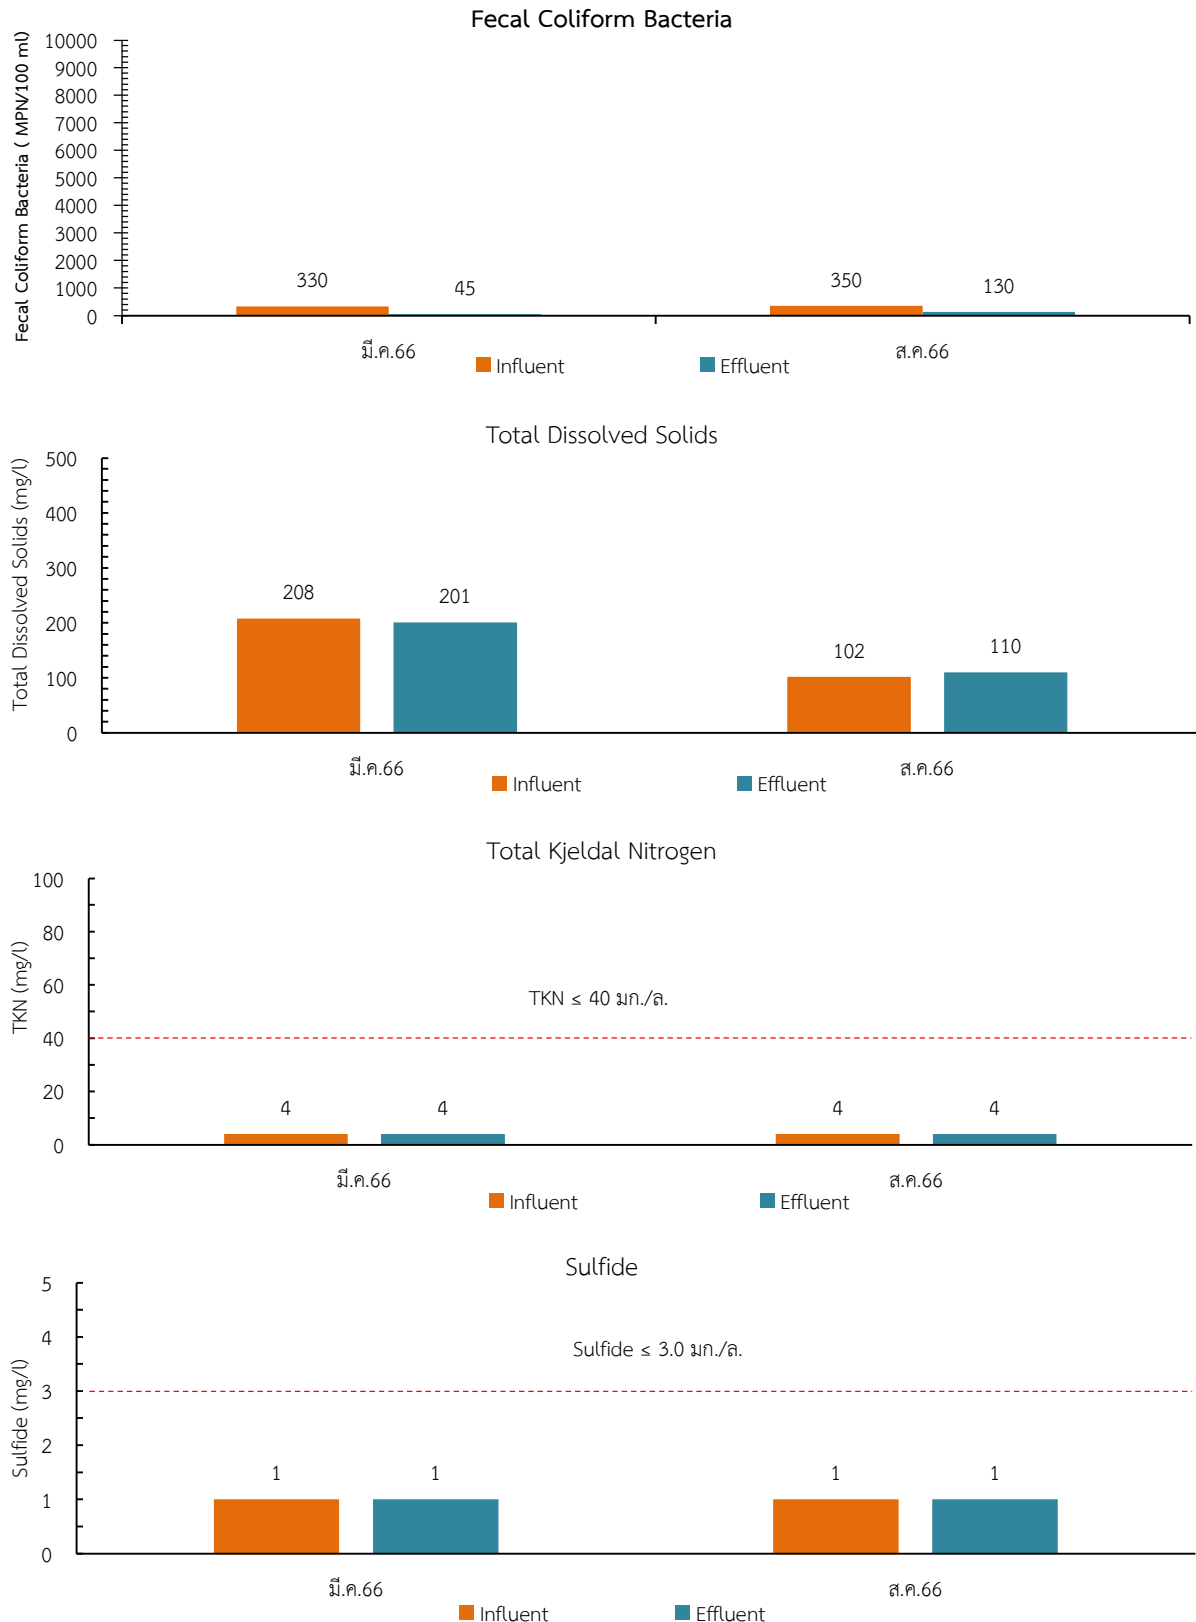 Fecal Coliform Bacteria
Fecal Coliform Bacteria ( MPN/100 ml)
10000
9000
8000
7000
6000
5000
4000
3000
2000
1000
0
330
45
350
130
มี.ค.66
ส.ค.66
Influent
Effluent
Total Dissolved Solids
Total Dissolved Solids (mg/l)
500
400
300
200
100
0
208
201
102
110
มี.ค.66
ส.ค.66
Influent
Effluent
Total Kjeldal Nitrogen
TKN (mg/l)
100
80
60
40
20
0
TKN ≤ 40 มก./ล.
4
4
4
4
มี.ค.66
ส.ค.66
Influent
Effluent
Sulfide
Sulfide (mg/l)
5
4
3
2
1
0
Sulfide ≤ 3.0 มก./ล.
1
1
1
1
มี.ค.66
ส.ค.66
Influent
Effluent